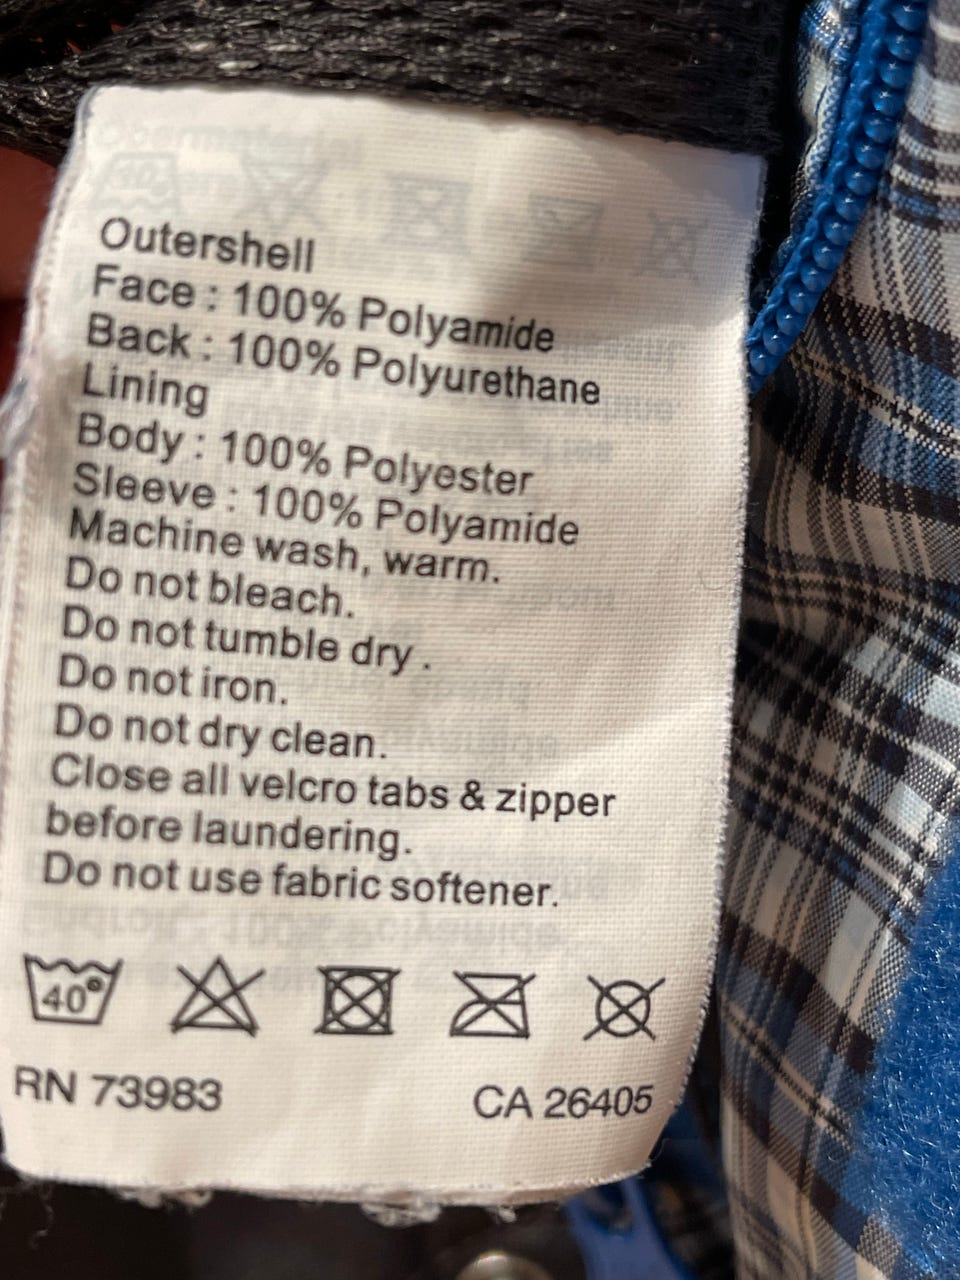 Outershell
Face : 100% Polyamide
Back : 100% Polyurethane
Lining
Body : 100% Polyester
Sleeve : 100% Polyamide
Machine wash, warm.
Do not bleach.
Do not tumble dry .
Do not iron.
Do not dry clean.
Close all velcro tabs & zipper
before laundering.
Do not use fabric softener.
40°
RN 73983 CA 26405